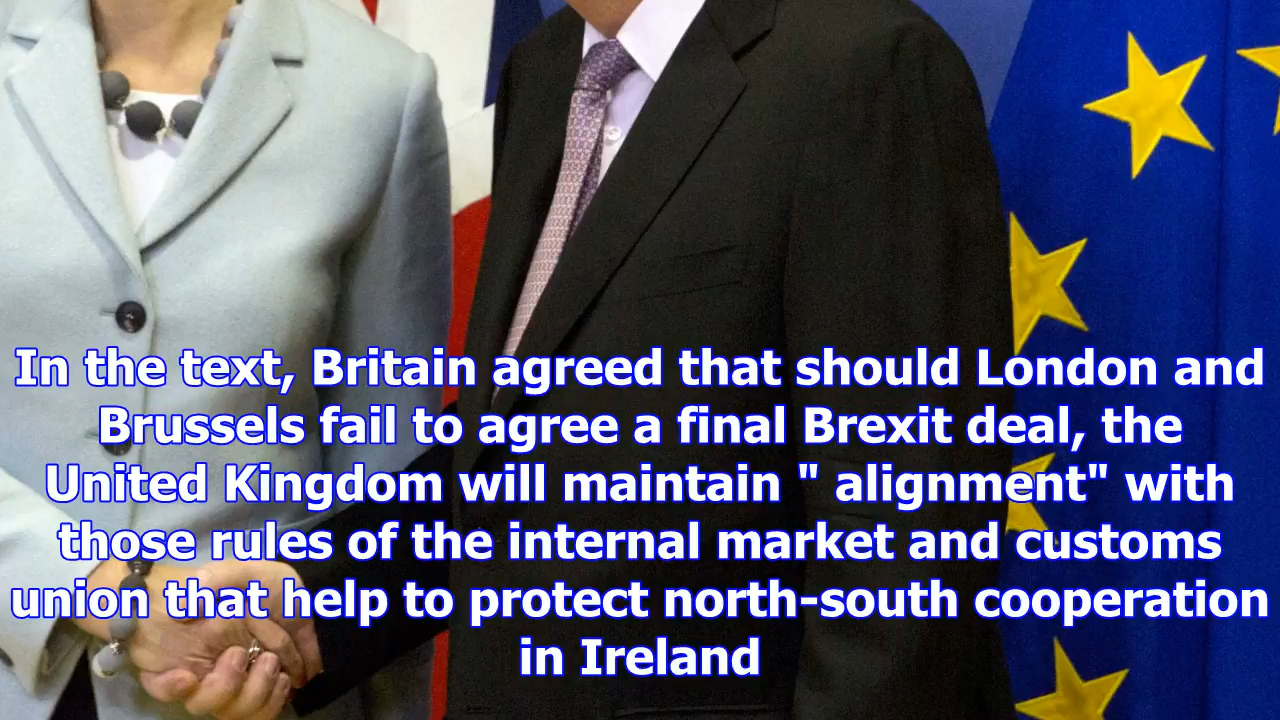 In the text, Britain agreed that should London and
Brussels fail to agree a final Brexit deal, the
United Kingdom will maintain " alignment" with
those rules of the internal market and customs
union that help to protect north-south cooperation
in Ireland